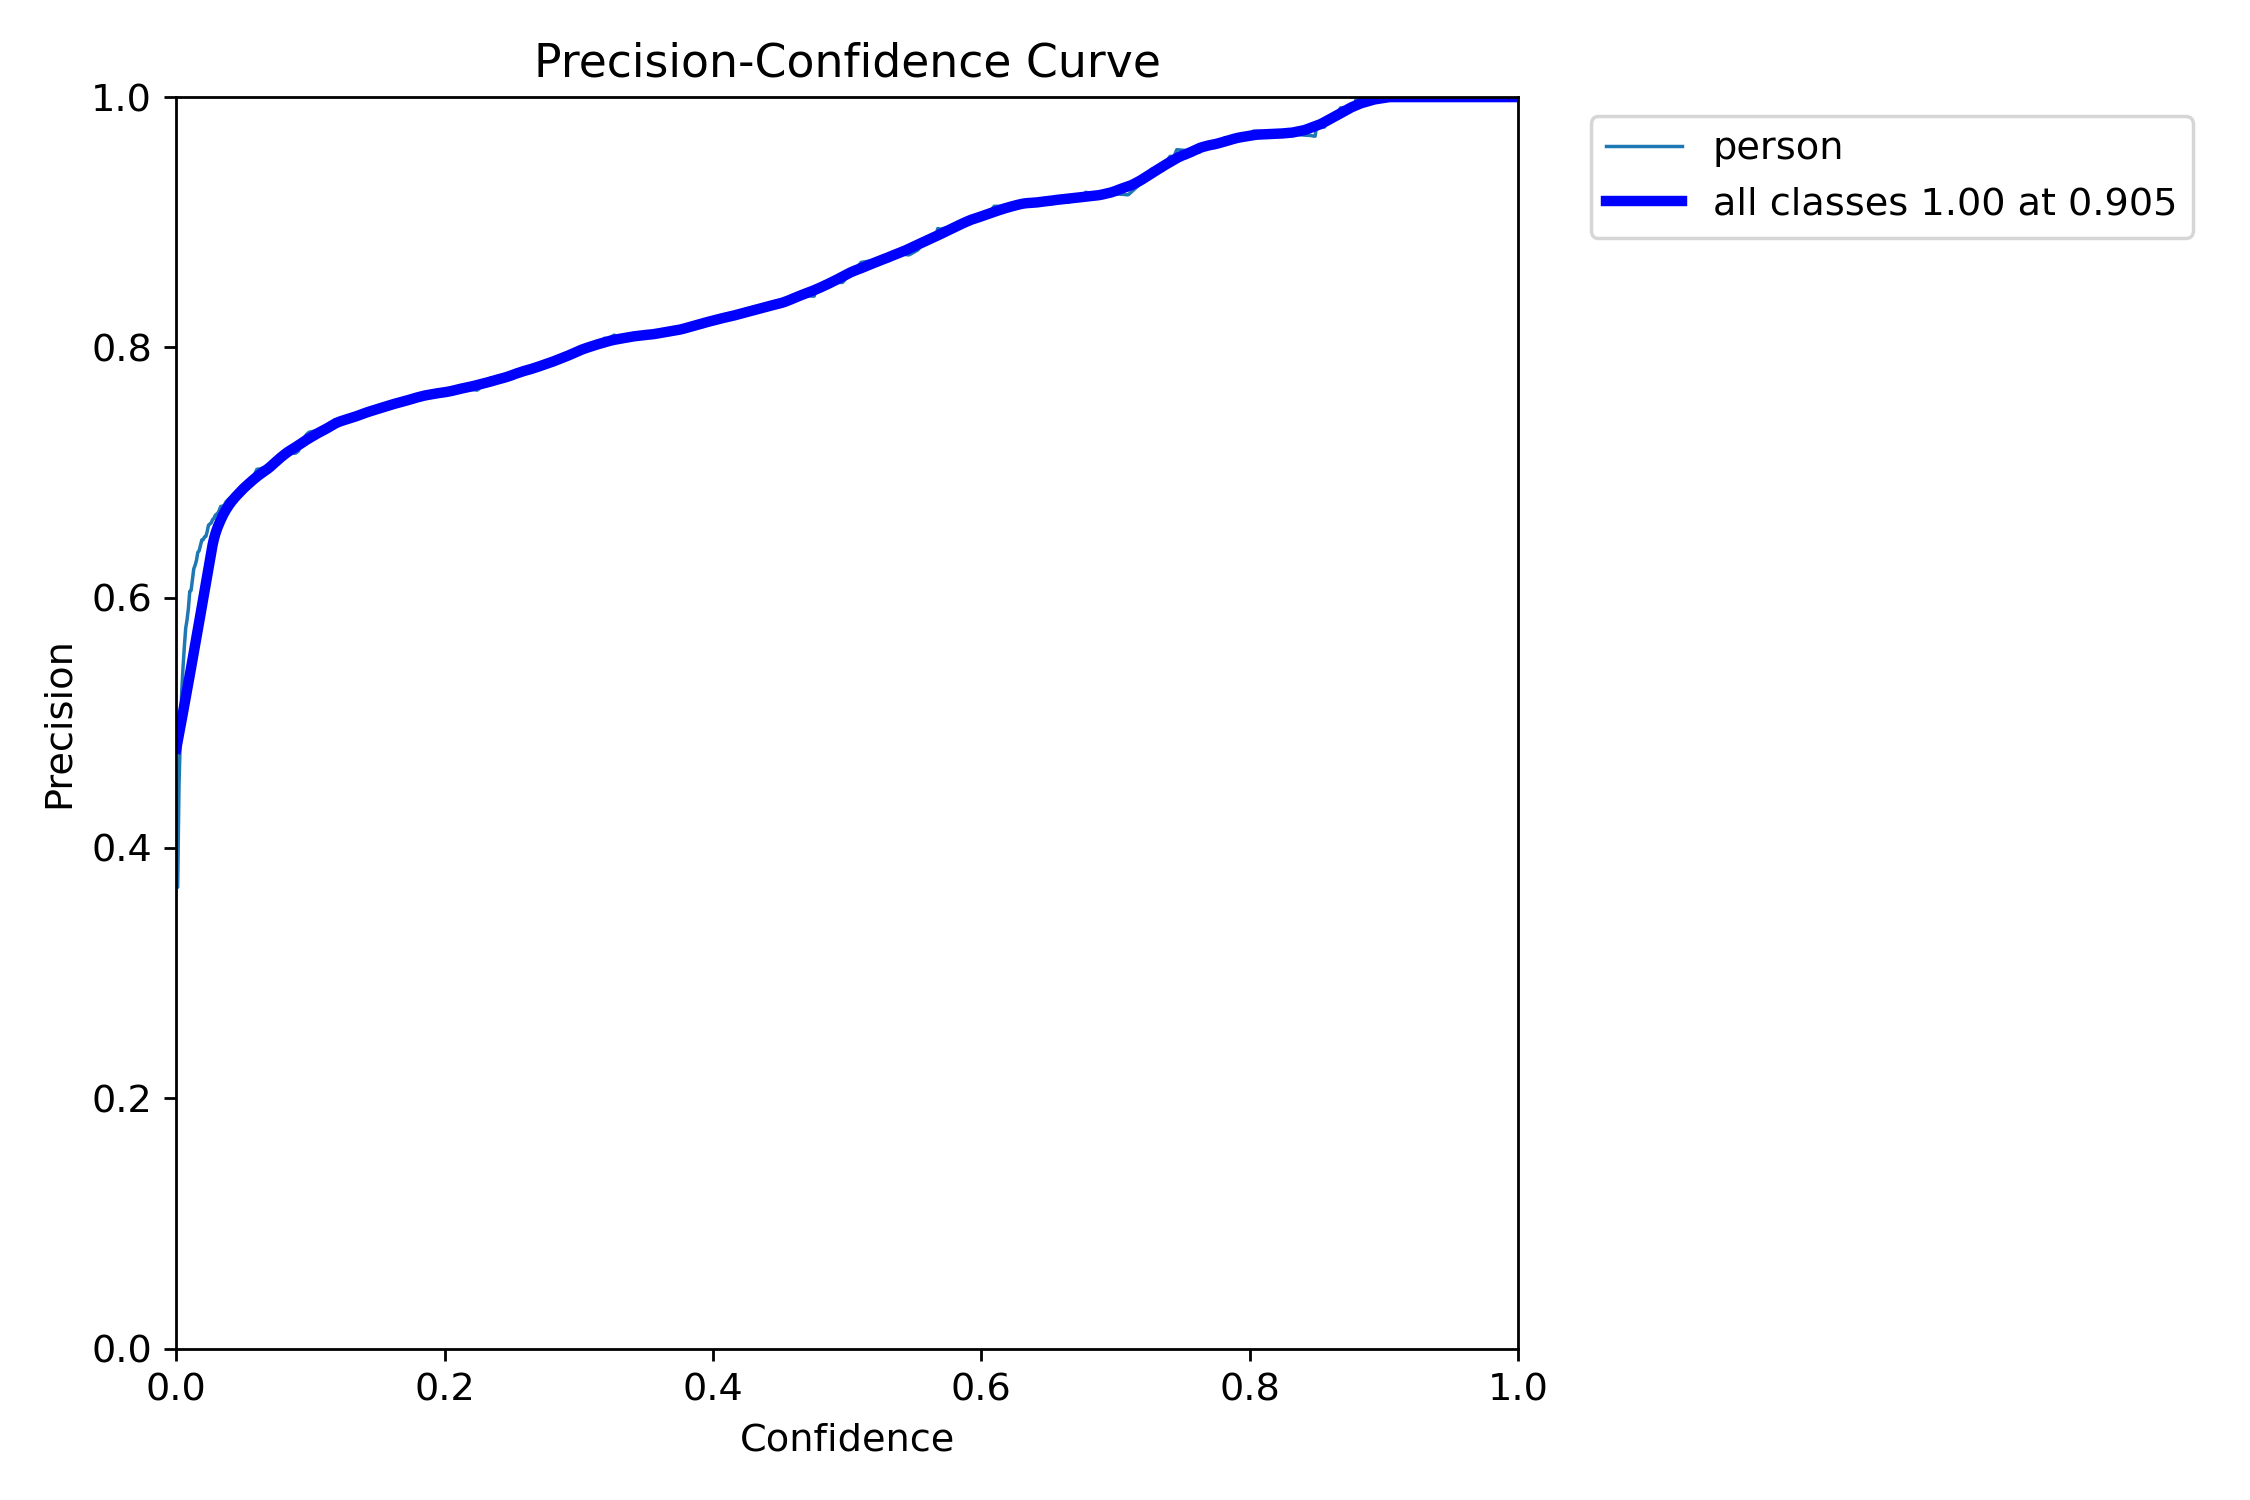 Precision-Confidence Curve
1.0
0.8
0.6
0.4
0.2
0.0
Precision
0.0 0.2 0.4 0.6 0.8 1.0
Confidence
person
all classes 1.00 at 0.905